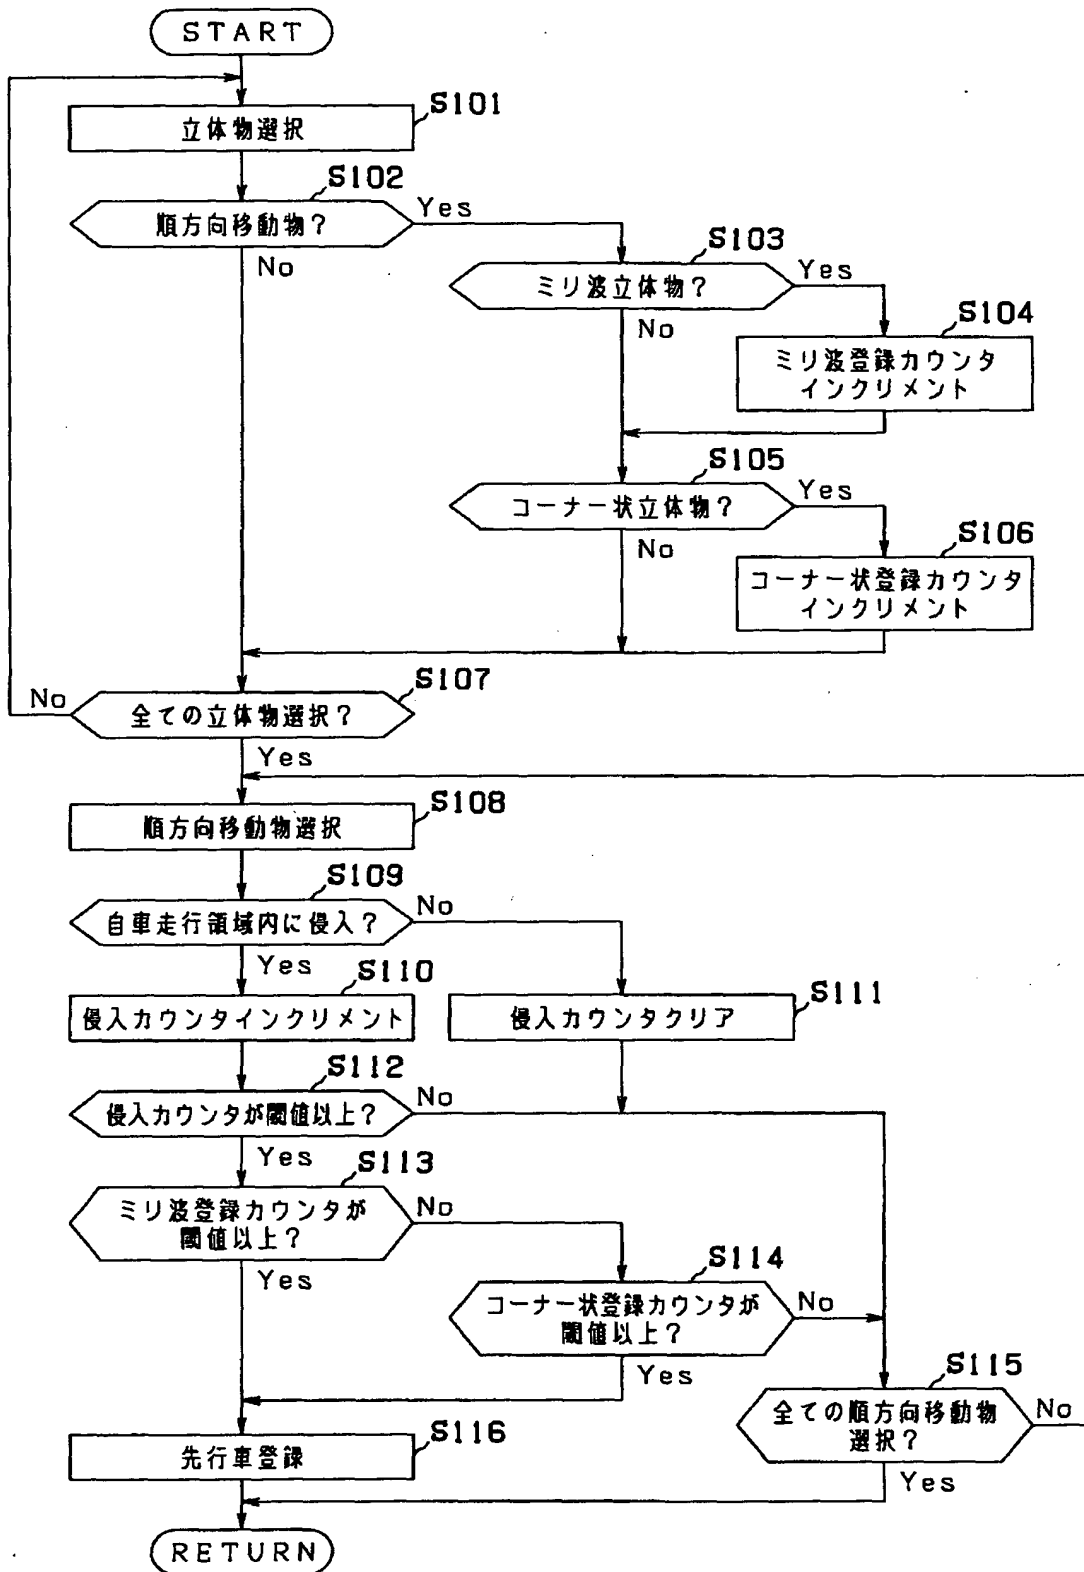 START
S101
立体物選択
S102
順方向移動物?
Yes
No
S103
ミリ波立体物?
Yes
No
S104
ミリ波登録カウンタ
インクリメント
S105
コーナー状立体物?
Yes
No
S106
コーナー状登録カウンタ
インクリメント
S107
全ての立体物選択?
No
Yes
S108
順方向移動物選択
S109
自車走行領域内に侵入?
No
Yes
S110
侵入カウンタインクリメント
S111
侵入カウンタクリア
S112
侵入カウンタが閾値以上?
No
Yes
S113
ミリ波登録カウンタが
閾値以上?
No
Yes
S114
コーナー状登録カウンタが
閾値以上?
No
Yes
S115
全ての順方向移動物
選択?
No
Yes
S116
先行車登録
RETURN